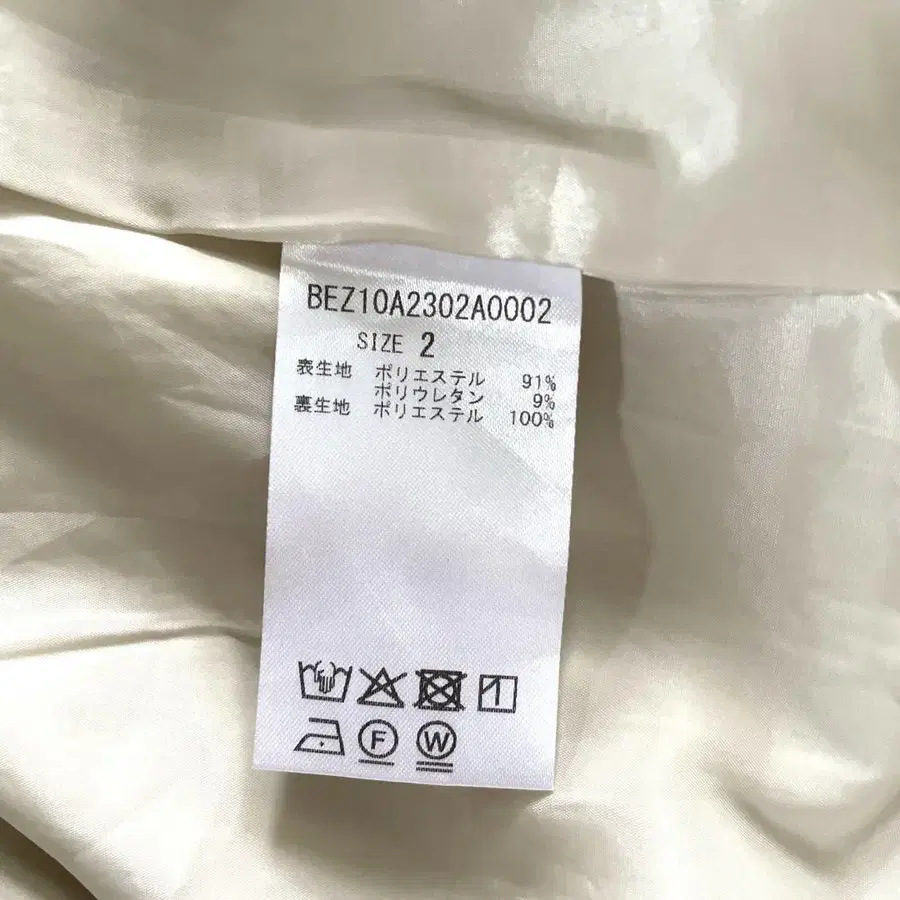 BEZ10A2302A0002
SIZE 2
表生地 ポリエステル 91%
ポリウレタン 9%
裏生地 ポリエステル 100%
1
F W